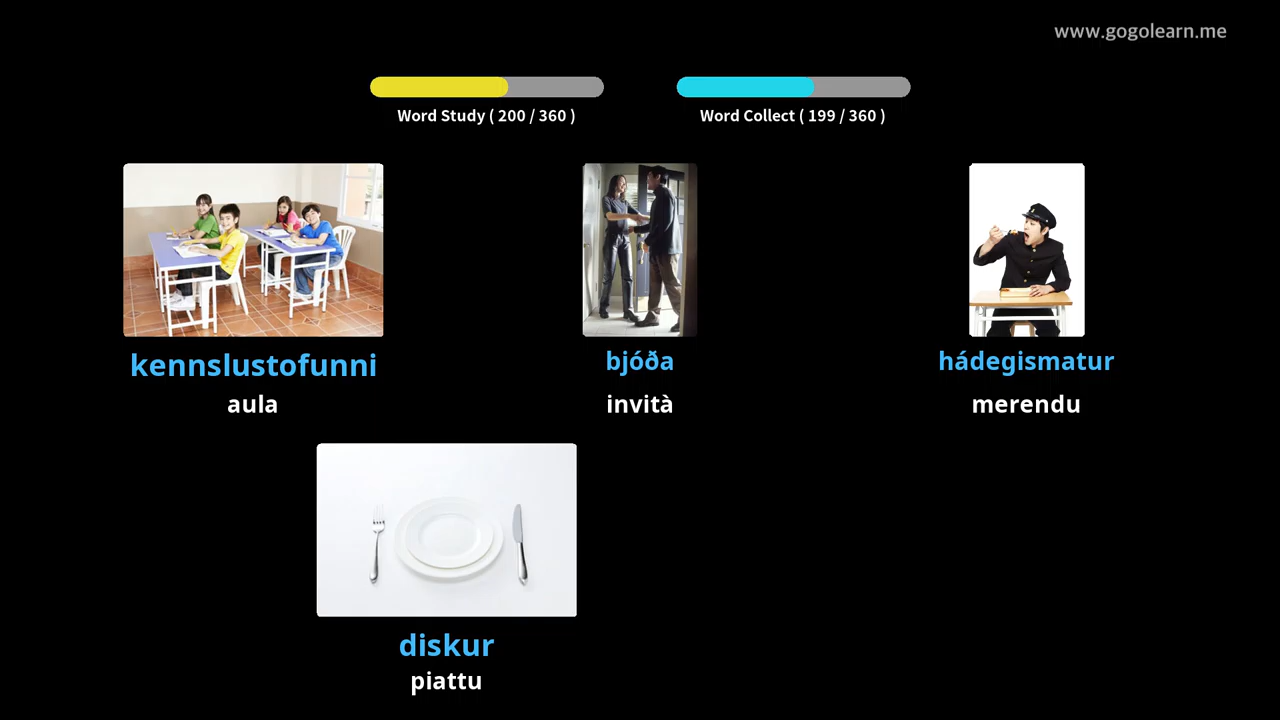 www.gogolearn.me
Word Study ( 200 / 360 )
Word Collect ( 199 / 360 )
kennslustofunni
aula
bjóða
invità
hádegismatur
merendu
diskur
piattu